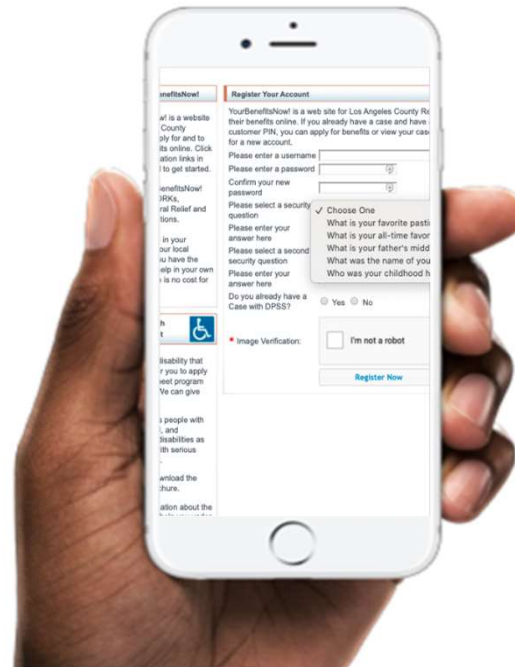 enefitsNow!
w! is a website
County
ply for and to
its online. Click
ation links in
to get started.
enefitsNow!
ORKs,
ral Relief and
tions.
in your
our local
u have the
elp in your own
is no cost for
h
t
isability that
r you to apply
eet program
We can give
people with
, and
disabilities as
ith serious
.
wnload the
chure.
ation about the
Register Your Account
YourBenefitsNow! is a web site for Los Angeles County Re
their benefits online. If you already have a case and have
customer PIN, you can apply for benefits or view your case
for a new account.
Please enter a username
Please enter a password
Confirm your new
password
Please select a security
question
Please enter your
answer here
Please select a second
security question
Please enter your
answer here
✓ Choose One
What is your favorite pasti
What is your all-time favor
What is your father's midd
What was the name of you
Who was your childhood h
Do you already have a
Case with DPSS?
Yes No
* Image Verification:
I'm not a robot
Register Now